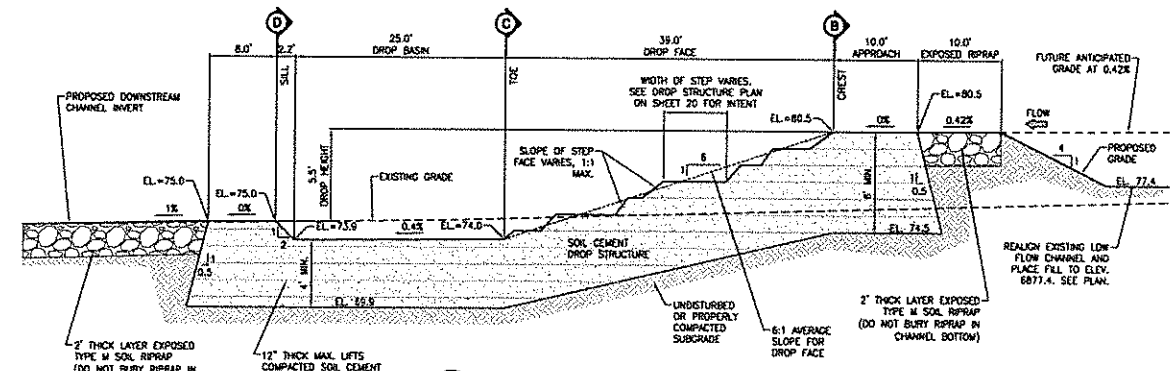 D
C
B
8.0'
2.2'
25.0'
DROP BASIN
39.0'
DROP FACE
10.0'
APPROACH
10.0'
EXPOSED RIPRAP
SILL
TOE
CREST
FUTURE ANTICIPATED
GRADE AT 0.42%
PROPOSED DOWNSTREAM
CHANNEL INVERT
WIDTH OF STEP VARIES,
SEE DROP STRUCTURE PLAN
ON SHEET 20 FOR INTENT
EL.=80.5
0%
EL.=80.5
0.42%
FLOW
SLOPE OF STEP
FACE VARIES, 1:1
MAX.
6
1
4
1
PROPOSED
GRADE
EL. 77.4
5.5'
DROP HEIGHT
EXISTING GRADE
EL.=75.0
EL.=75.0
1%
0%
1
2
EL.=73.9
0.4%
EL.=74.0
6' MIN.
1
0.5
SOIL CEMENT
DROP STRUCTURE
EL. 74.5
1
0.5
4' MIN.
EL. 69.9
REALIGN EXISTING LOW
FLOW CHANNEL AND
PLACE FILL TO ELEV.
6877.4. SEE PLAN.
UNDISTURBED
OR PROPERLY
COMPACTED
SUBGRADE
6:1 AVERAGE
SLOPE FOR
DROP FACE
2' THICK LAYER EXPOSED
TYPE M SOIL RIPRAP
(DO NOT BURY RIPRAP IN
CHANNEL BOTTOM)
2' THICK LAYER EXPOSED
TYPE M SOIL RIPRAP
(DO NOT BURY RIPRAP IN
12" THICK MAX. LIFTS
COMPACTED SOIL CEMENT